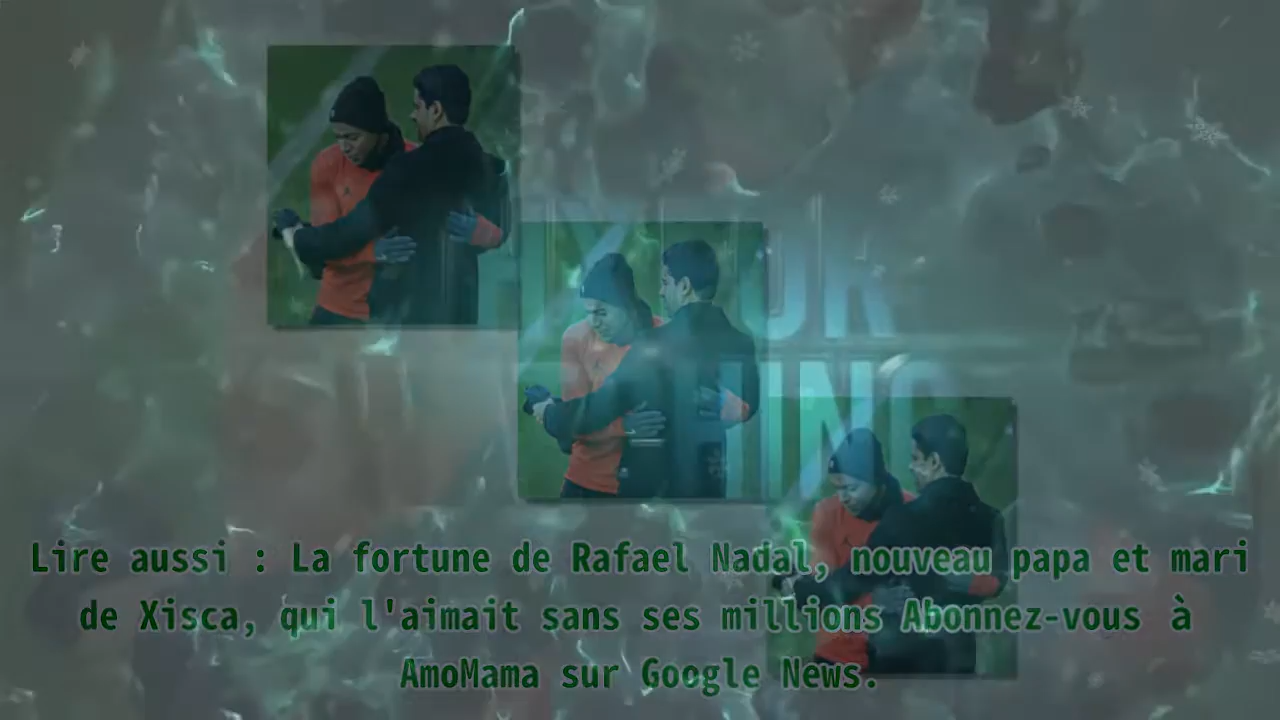 Lire aussi : La fortune de Rafael Nadal, nouveau papa et mari
de Xisca, qui l'aimait sans ses millions Abonnez-vous à
AmoMama sur Google News.